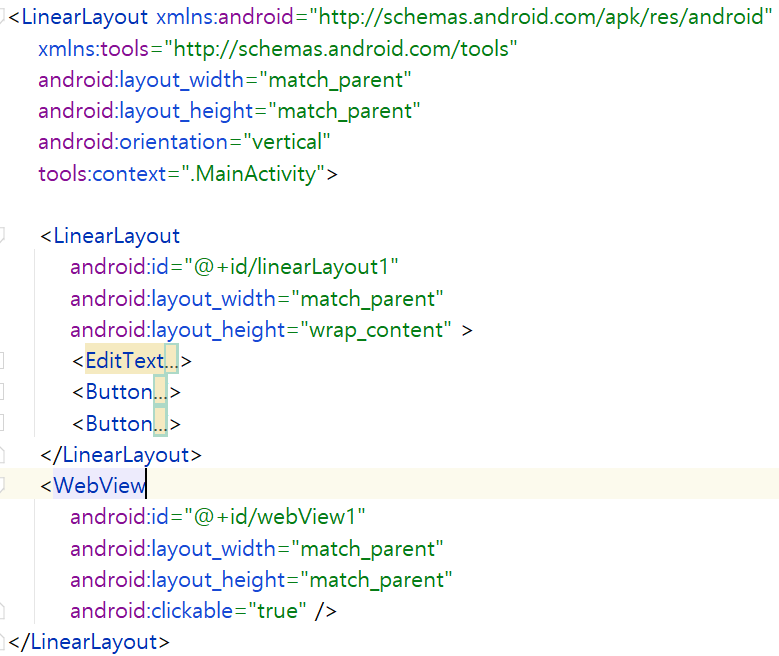 <LinearLayout xmlns:android="http://schemas.android.com/apk/res/android"
xmlns:tools="http://schemas.android.com/tools"
android:layout_width="match_parent"
android:layout_height="match_parent"
android:orientation="vertical"
tools:context=".MainActivity">
<LinearLayout
android:id="@+id/linearLayout1"
android:layout_width="match_parent"
android:layout_height="wrap_content" >
<EditText...>
<Button...>
<Button...>
</LinearLayout>
<WebView
android:id="@+id/webView1"
android:layout_width="match_parent"
android:layout_height="match_parent"
android:clickable="true" />
</LinearLayout>